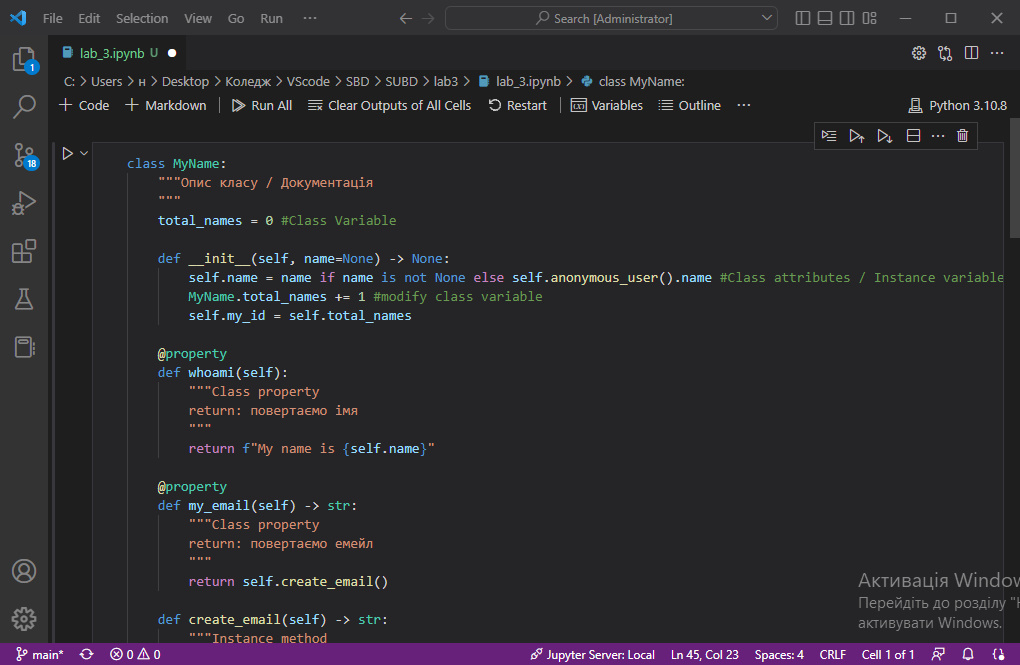 File Edit Selection View Go Run ··· Search [Administrator]
lab_3.ipynb U
C: > Users > н > Desktop > Коледж > VScode > SBD > SUBD > lab3 > lab_3.ipynb > class MyName:
+ Code + Markdown Run All Clear Outputs of All Cells Restart Variables Outline ··· Python 3.10.8
1
18
class MyName:
"""Опис класу / Документація
"""
total_names = 0 #Class Variable
def __init__(self, name=None) -> None:
self.name = name if name is not None else self.anonymous_user().name #Class attributes / Instance variable
MyName.total_names += 1 #modify class variable
self.my_id = self.total_names
@property
def whoami(self):
"""Class property
return: повертаємо імя
"""
return f"My name is {self.name}"
@property
def my_email(self) -> str:
"""Class property
return: повертаємо емейл
"""
return self.create_email()
def create_email(self) -> str:
"""Instance method
Активація Window
Перейдіть до розділу "Н
активувати Windows.
main* 0 0 Jupyter Server: Local Ln 45, Col 23 Spaces: 4 CRLF Cell 1 of 1